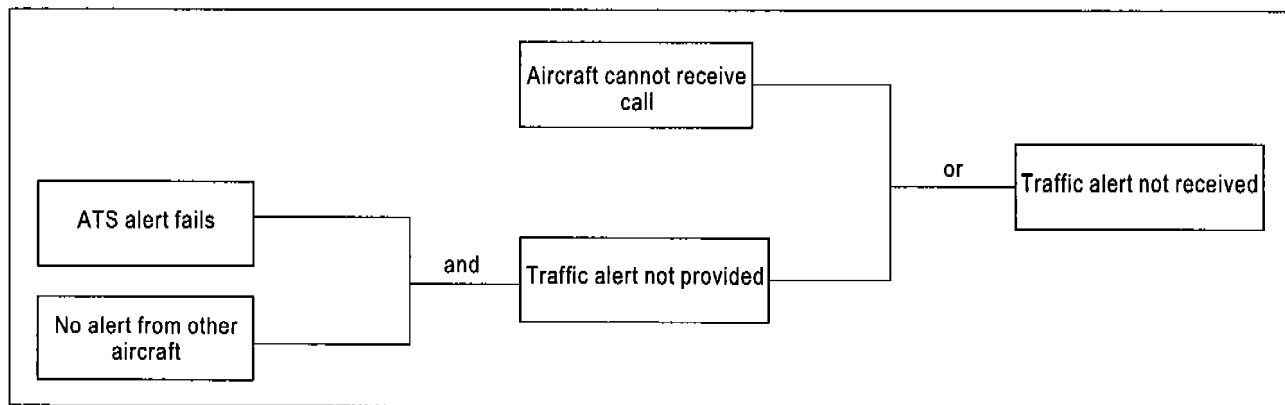 Aircraft cannot receive
call
or
Traffic alert not received
ATS alert fails
and
Traffic alert not provided
No alert from other
aircraft